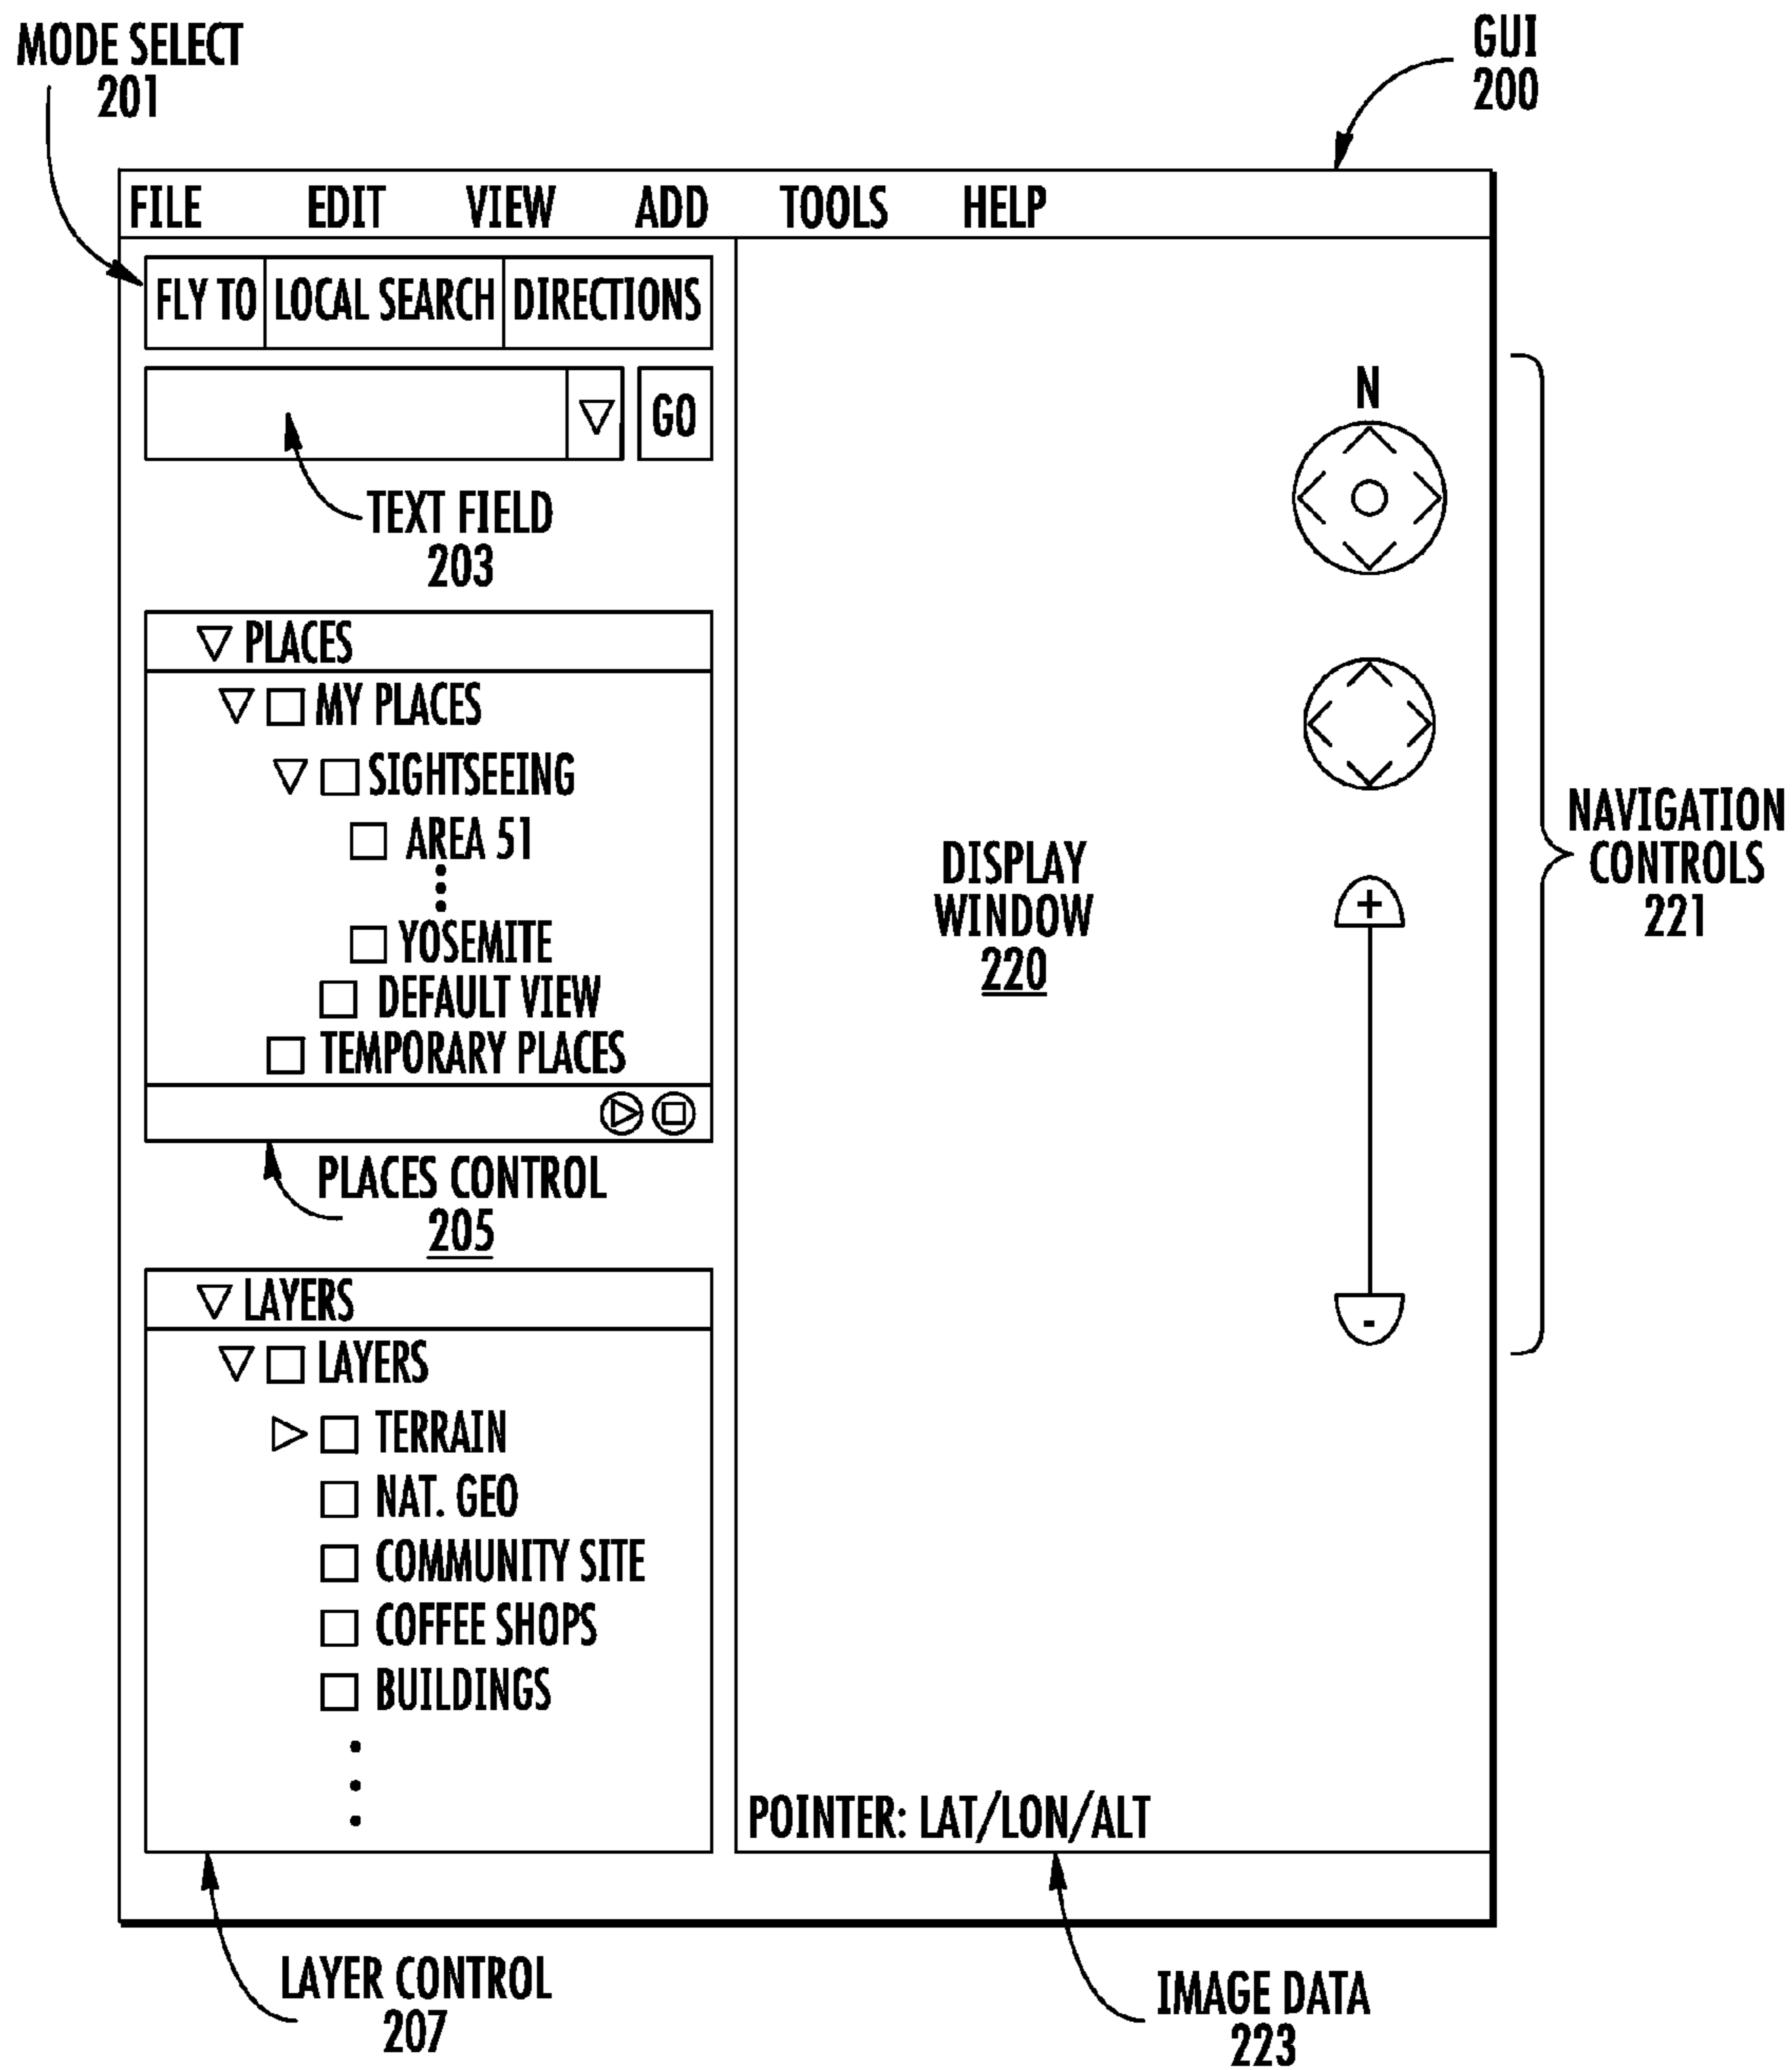 MODE SELECT
201
GUI
200
FILE EDIT VIEW ADD TOOLS HELP
FLY TO LOCAL SEARCH DIRECTIONS
GO
TEXT FIELD
203
PLACES
MY PLACES
SIGHTSEEING
AREA 51
YOSEMITE
DEFAULT VIEW
TEMPORARY PLACES
PLACES CONTROL
205
LAYERS
LAYERS
TERRAIN
NAT. GEO
COMMUNITY SITE
COFFEE SHOPS
BUILDINGS
LAYER CONTROL
207
N
DISPLAY
WINDOW
220
+
-
NAVIGATION
CONTROLS
221
POINTER: LAT/LON/ALT
IMAGE DATA
223